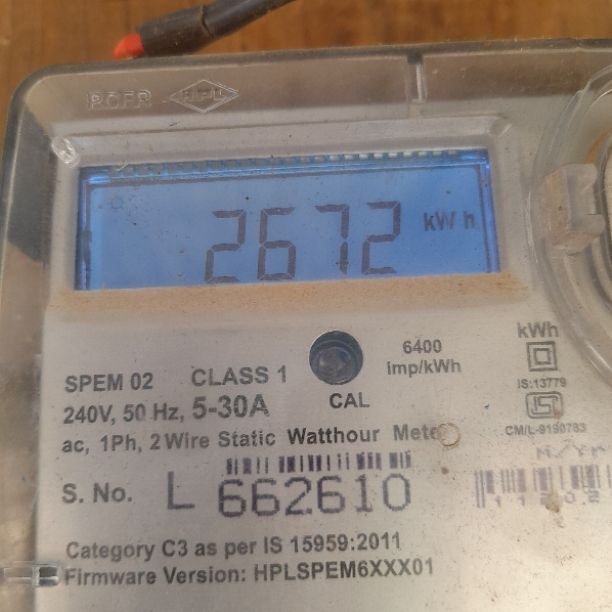 HPL
2672 kWh
6400
imp/kWh
kWh
SPEM 02 CLASS 1
240V, 50 Hz, 5-30A
CAL
IS:13779
ac, 1Ph, 2 Wire Static Watthour Meter
CM/L-9190783
M/Yr
S. No. L 662610
Category C3 as per IS 15959:2011
Firmware Version: HPLSPEM6XXX01